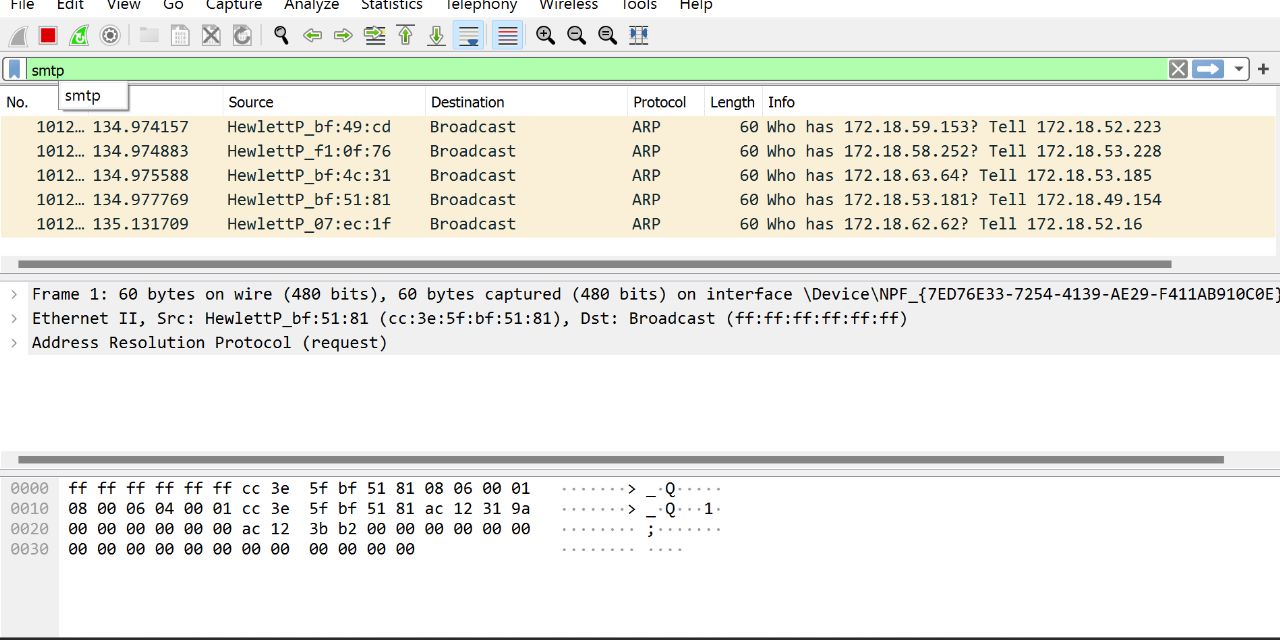 File Edit View Go Capture Analyze Statistics Telephony Wireless Tools Help
smtp
smtp
No. Source Destination Protocol Length Info
1012… 134.974157 HewlettP_bf:49:cd Broadcast ARP 60 Who has 172.18.59.153? Tell 172.18.52.223
1012… 134.974883 HewlettP_f1:0f:76 Broadcast ARP 60 Who has 172.18.58.252? Tell 172.18.53.228
1012… 134.975588 HewlettP_bf:4c:31 Broadcast ARP 60 Who has 172.18.63.64? Tell 172.18.53.185
1012… 134.977769 HewlettP_bf:51:81 Broadcast ARP 60 Who has 172.18.53.181? Tell 172.18.49.154
1012… 135.131709 HewlettP_07:ec:1f Broadcast ARP 60 Who has 172.18.62.62? Tell 172.18.52.16
Frame 1: 60 bytes on wire (480 bits), 60 bytes captured (480 bits) on interface \Device\NPF_{7ED76E33-7254-4139-AE29-F411AB910C0E}
Ethernet II, Src: HewlettP_bf:51:81 (cc:3e:5f:bf:51:81), Dst: Broadcast (ff:ff:ff:ff:ff:ff)
Address Resolution Protocol (request)
0000 ff ff ff ff ff ff cc 3e 5f bf 51 81 08 06 00 01 ·······> _·Q·····
0010 08 00 06 04 00 01 cc 3e 5f bf 51 81 ac 12 31 9a ·······> _·Q···1·
0020 00 00 00 00 00 00 ac 12 3b b2 00 00 00 00 00 00 ········ ;·······
0030 00 00 00 00 00 00 00 00 00 00 00 00 ········ ····